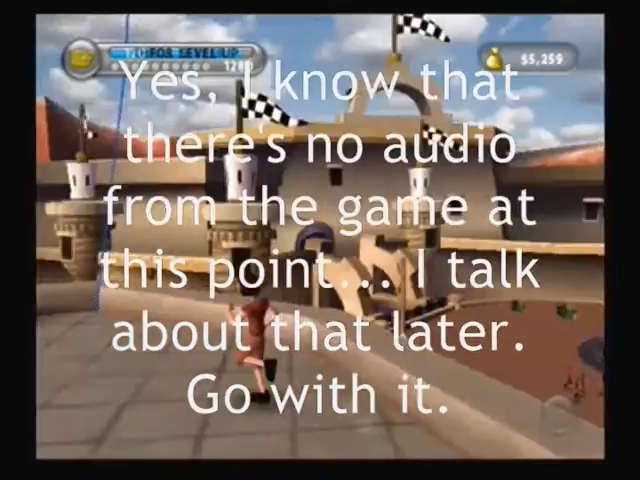 TO FOR LEVEL UP
$5,259
Yes, I know that
there's no audio
from the game at
this point... I talk
about that later.
Go with it.